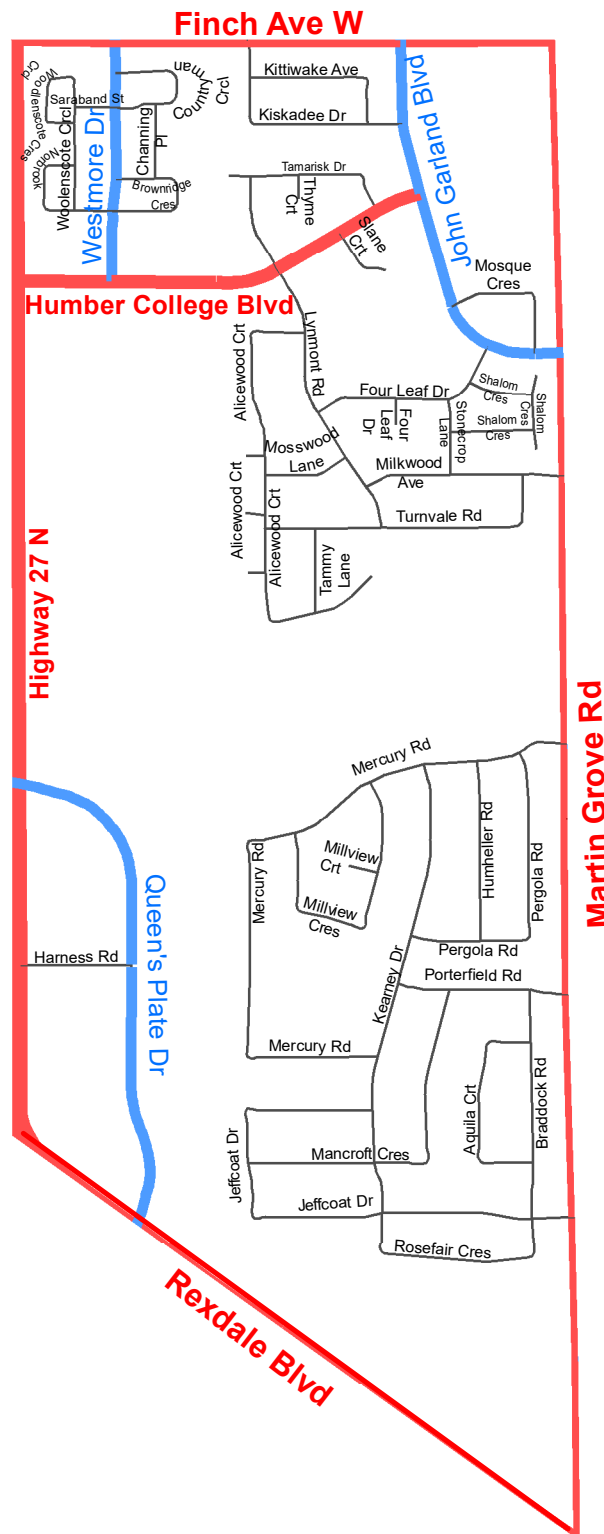 Finch Ave W
Woodlenscote Cres
Crcl
Saraband St
Country man
Crcl
Kittiwake Ave
Kiskadee Dr
John Garland Blvd
Norbrook
Woolenscote Crcl
Westmore Dr
Channing
Pl
Brownridge
Cres
Tamarisk Dr
Thyme
Crt
Slane
Crt
Mosque
Cres
Humber College Blvd
Lynmont Rd
Alicewood Crt
Four Leaf Dr
Four
Leaf
Dr
Shalom
Cres
Shalom
Cres
Shalom
Cres
Stonecrop
Lane
Mosswood
Lane
Milkwood
Ave
Turnvale Rd
Alicewood Crt
Alicewood Crt
Alicewood Crt
Tammy
Lane
Highway 27 N
Martin Grove Rd
Mercury Rd
Mercury Rd
Millview
Crt
Millview
Cres
Humheller Rd
Pergola Rd
Pergola Rd
Porterfield Rd
Kearney Dr
Queen's Plate Dr
Harness Rd
Mercury Rd
Aquila Crt
Braddock Rd
Mancroft Cres
Jeffcoat Dr
Jeffcoat Dr
Rosefair Cres
Rexdale Blvd